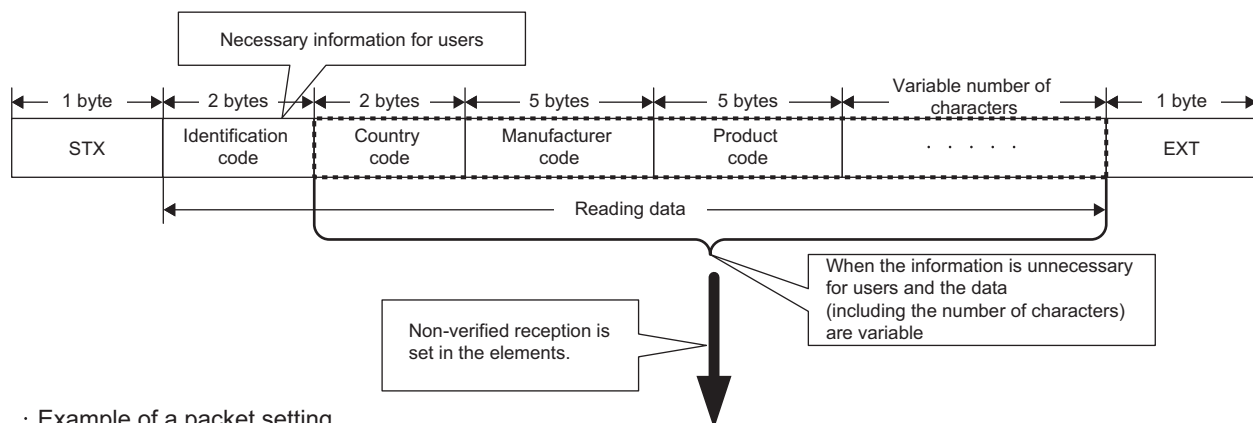 Necessary information for users
1 byte 2 bytes 2 bytes 5 bytes 5 bytes Variable number of characters 1 byte
STX Identification code Country code Manufacturer code Product code · · · · · EXT
Reading data
When the information is unnecessary
for users and the data
(including the number of characters)
are variable
Non-verified reception is
set in the elements.
· Example of a packet setting